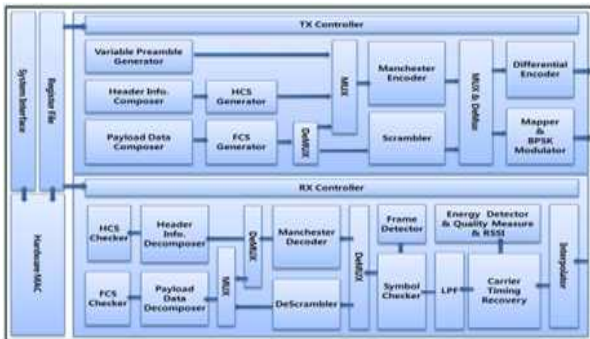 System Interface
Register File
TX Controller
Variable Preamble
Generator
Header Info.
Composer
HCS
Generator
Payload Data
Composer
FCS
Generator
DeMUX
MUX
Manchester
Encoder
Scrambler
MUX & DeMux
Differential
Encoder
Mapper
&
BPSK
Modulator
Hardware MAC
RX Controller
HCS
Checker
Header
Info.
Decomposer
FCS
Checker
Payload
Data
Decomposer
MUX
DeMUX
Manchester
Decoder
DeScrambler
DeMUX
Frame
Detector
Symbol
Checker
Energy Detector
& Quality Measure
& RSSI
LPF
Carrier
Timing
Recovery
Interpolator